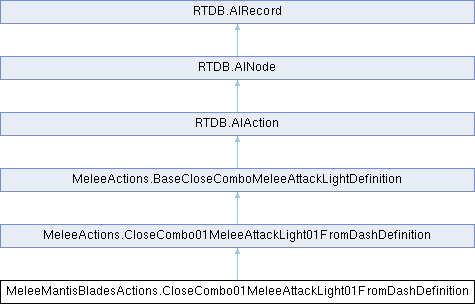 RTDB.AIRecord
RTDB.AINode
RTDB.AIAction
MeleeActions.BaseCloseComboMeleeAttackLightDefinition
MeleeActions.CloseCombo01MeleeAttackLight01FromDashDefinition
MeleeMantisBladesActions.CloseCombo01MeleeAttackLight01FromDashDefinition